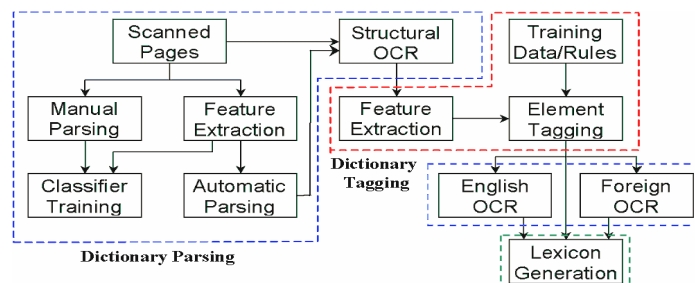 Scanned
Pages
Structural
OCR
Training
Data/Rules
Manual
Parsing
Feature
Extraction
Feature
Extraction
Element
Tagging
Dictionary
Tagging
Classifier
Training
Automatic
Parsing
English
OCR
Foreign
OCR
Dictionary Parsing
Lexicon
Generation